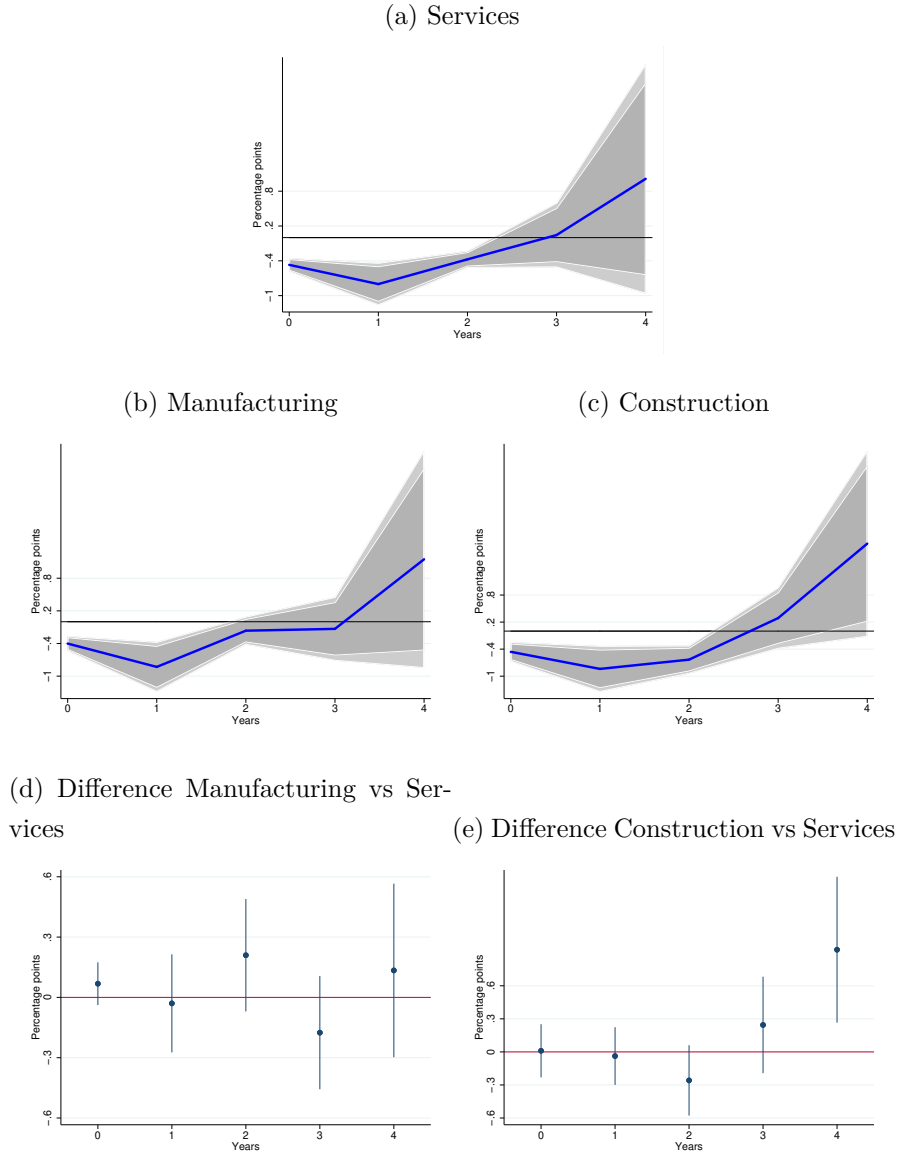 (a) Services
Percentage points
.8
.2
−.4
−1
0 1 2 3 4
Years
(b) Manufacturing
Percentage points
.8
.2
−.4
−1
0 1 2 3 4
Years
(c) Construction
Percentage points
.8
.2
−.4
−1
0 1 2 3 4
Years
(d) Difference Manufacturing vs Ser-
vices
Percentage points
.6
.3
0
−.3
−.6
0 1 2 3 4
Years
(e) Difference Construction vs Services
Percentage points
.6
.3
0
−.3
−.6
0 1 2 3 4
Years